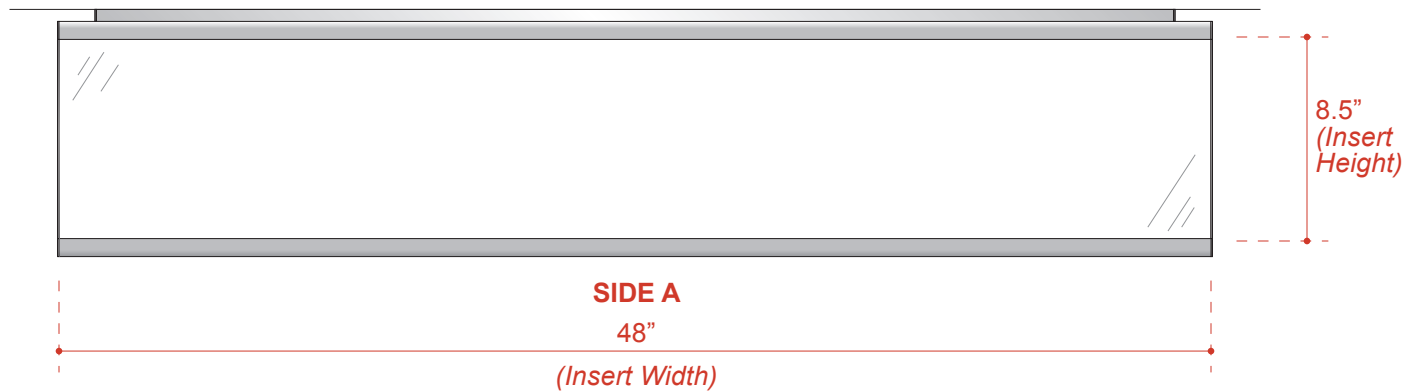 8.5”
(Insert
Height)
SIDE A
48”
(Insert Width)